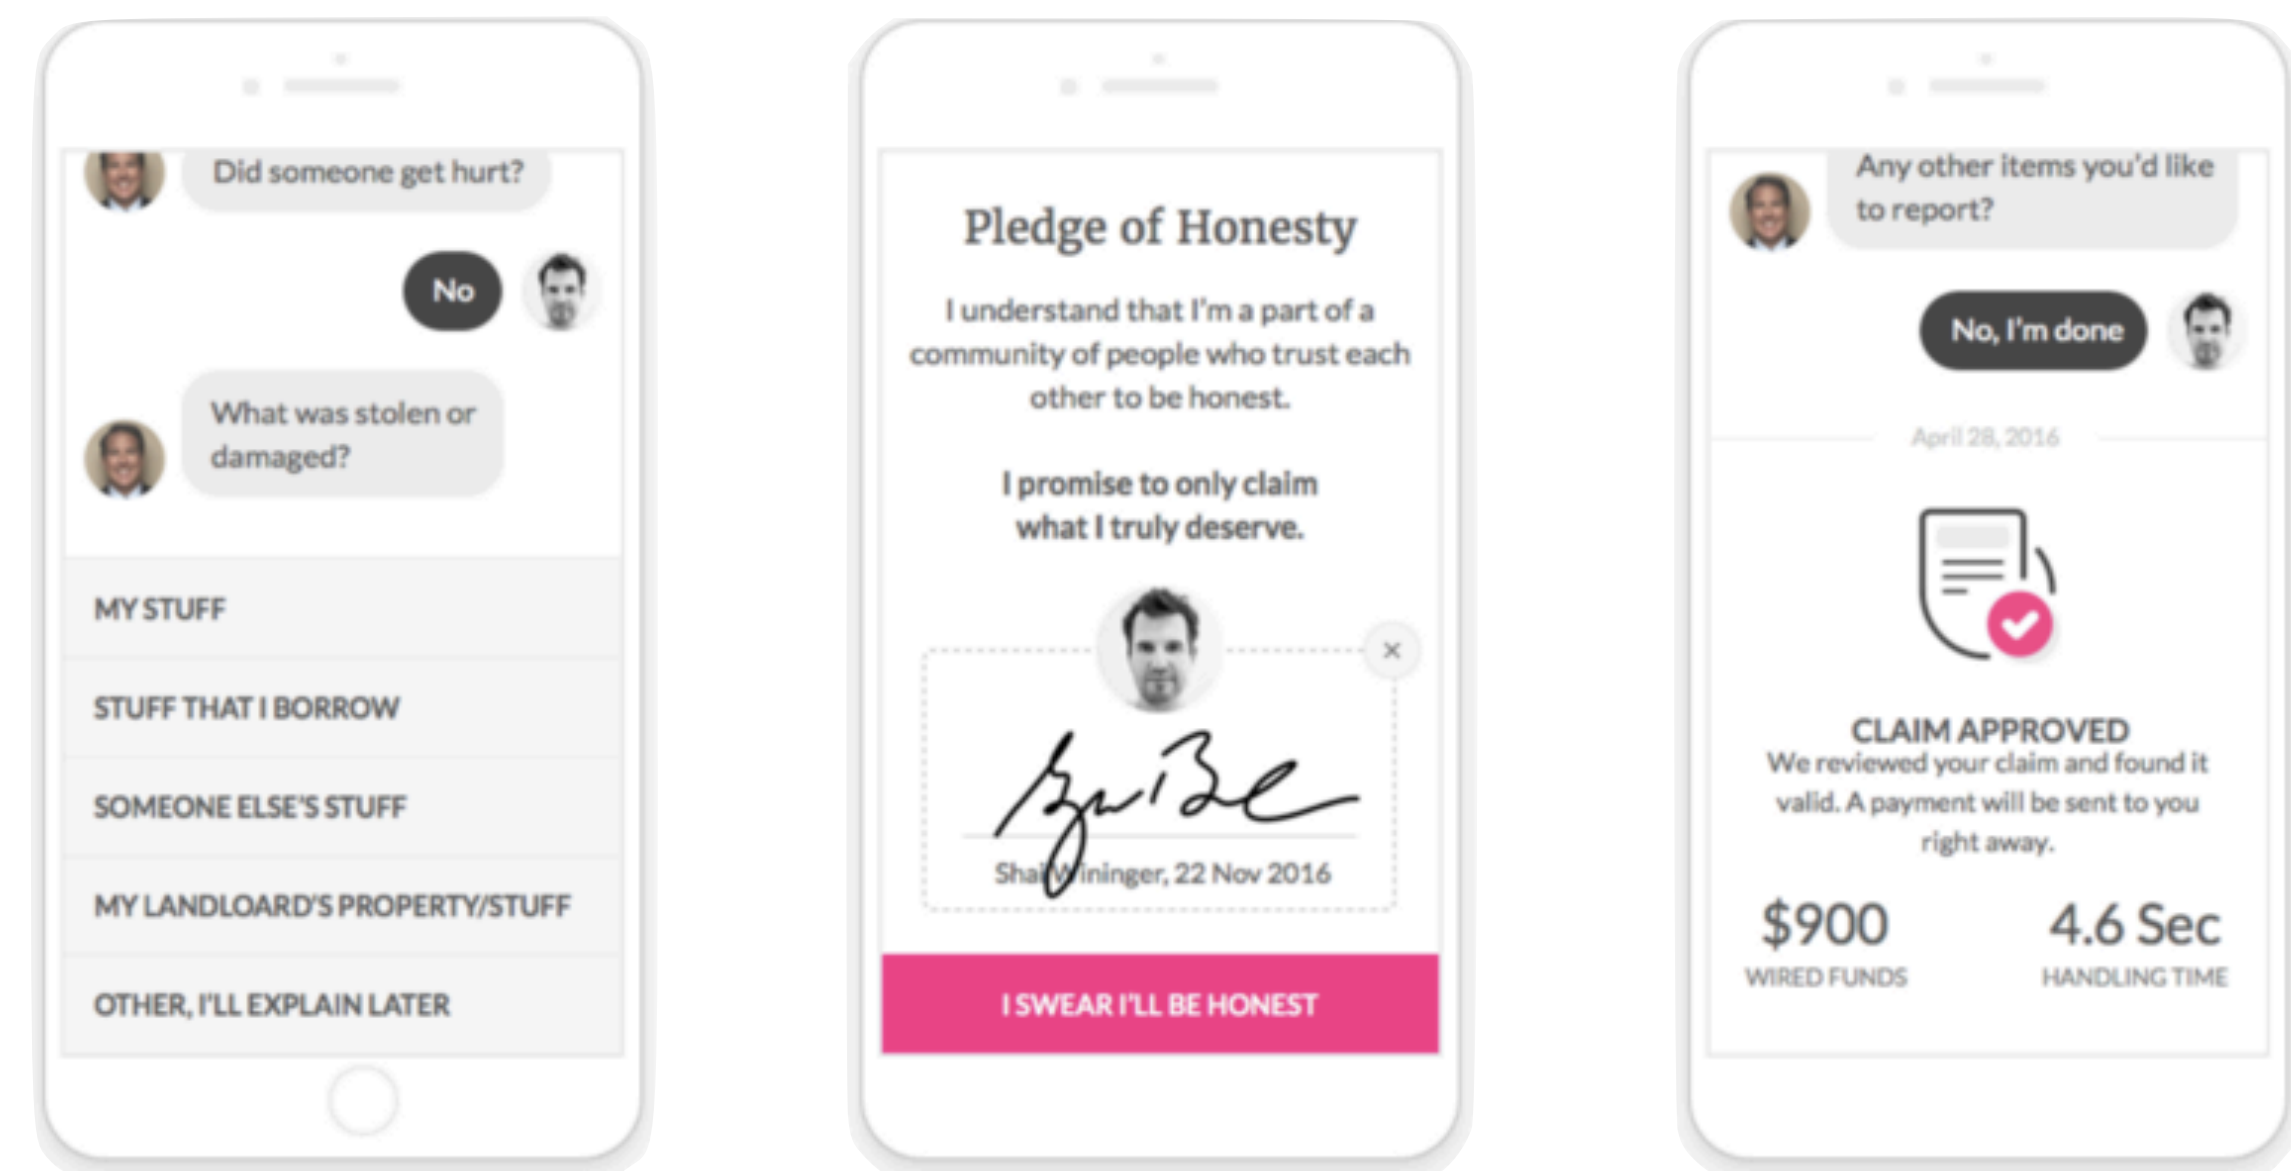 Did someone get hurt?
No
What was stolen or
damaged?
MY STUFF
STUFF THAT I BORROW
SOMEONE ELSE'S STUFF
MY LANDLOARD'S PROPERTY/STUFF
OTHER, I'LL EXPLAIN LATER
Pledge of Honesty
I understand that I'm a part of a
community of people who trust each
other to be honest.
I promise to only claim
what I truly deserve.
Shai Wininger, 22 Nov 2016
I SWEAR I'LL BE HONEST
Any other items you'd like
to report?
No, I'm done
April 28, 2016
CLAIM APPROVED
We reviewed your claim and found it
valid. A payment will be sent to you
right away.
$900
WIRED FUNDS
4.6 Sec
HANDLING TIME